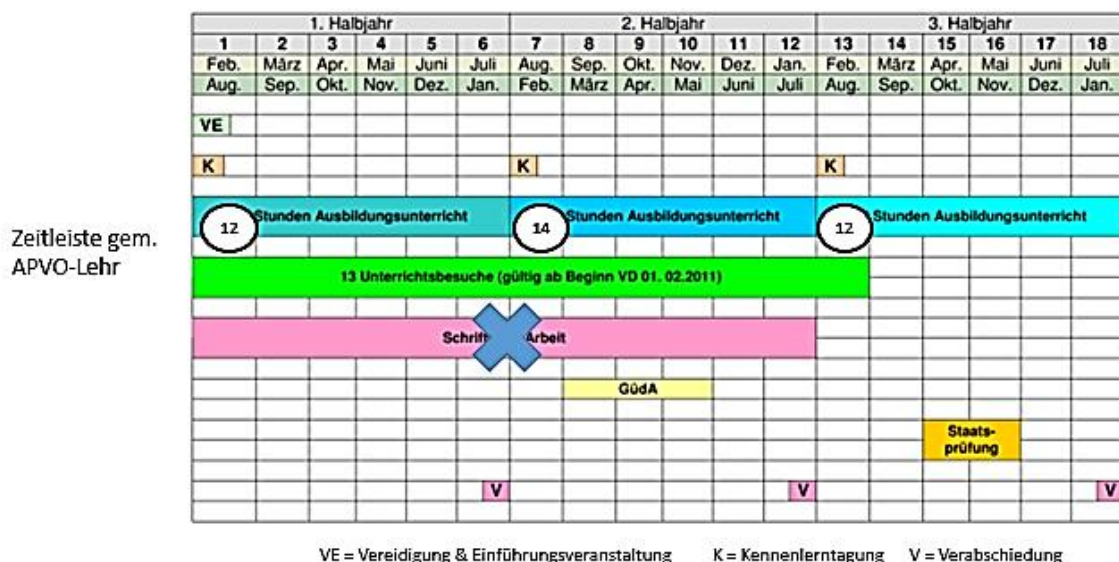 1. Halbjahr 2. Halbjahr 3. Halbjahr
1 2 3 4 5 6 7 8 9 10 11 12 13 14 15 16 17 18
Feb. März Apr. Mai Juni Juli Aug. Sep. Okt. Nov. Dez. Jan. Feb. März Apr. Mai Juni Juli
Aug. Sep. Okt. Nov. Dez. Jan. Feb. März Apr. Mai Juni Juli Aug. Sep. Okt. Nov. Dez. Jan.
VE
K K K
12 Stunden Ausbildungsunterricht 14 Stunden Ausbildungsunterricht 12 Stunden Ausbildungsunterricht
Zeitleiste gem.
APVO-Lehr
13 Unterrichtsbesuche (gültig ab Beginn VD 01. 02.2011)
Schrift Arbeit
GüdA
Staats-
prüfung
V V V
VE = Vereidigung & Einführungsveranstaltung K = Kennenlerntagung V = Verabschiedung